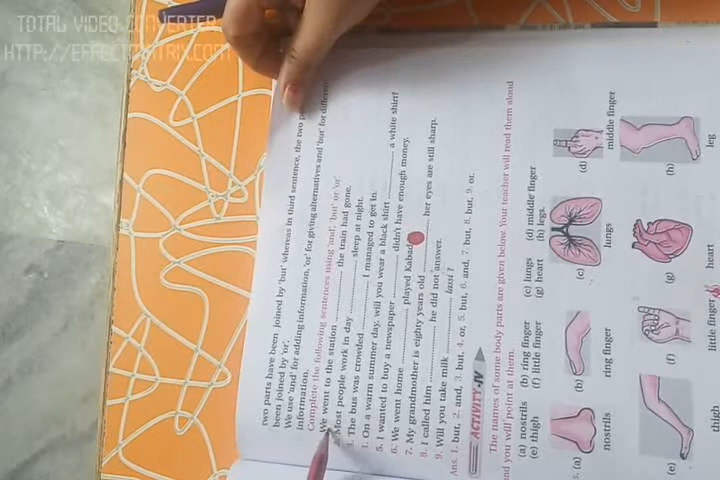 TOTAL VIDEO CONVERTER
HTTP://EFFECTMATRIX.COM
two parts have been joined by 'but' whereas in third sentence, the two
been joined by 'or'.
We use 'and' for adding information, 'or' for giving alternatives and 'but' for
information.
Complete the following sentences using 'and', 'but' or 'or'
We went to the station ________ the train had gone.
Most people work in day ________ sleep at night.
The bus was crowded ________ I managed to get in.
On a warm summer day, will you wear a black shirt ________ a white shirt?
5. I wanted to buy a newspaper ________ didn't have enough money.
6. We went home ________ played
7. My grandmother is eighty years old ________ her eyes are still sharp.
8. I called him ________ he did not answer.
9. Will you take milk ________ lassi ?
Ans. 1. but, 2. and, 3. but, 4. or, 5. but, 6. and, 7. but, 8. but, 9. or.
ACTIVITY-IV
The names of some body parts are given below. Your teacher will read them aloud
and you will point at them.
(a) nostrils (b) ring finger (c) lungs (d) middle finger
(e) thigh (f) little finger (g) heart (h) legs.
(a) (b) (c) (d)
nostrils ring finger lungs middle finger
(e) (f) (g) (h)
thigh little finger heart leg